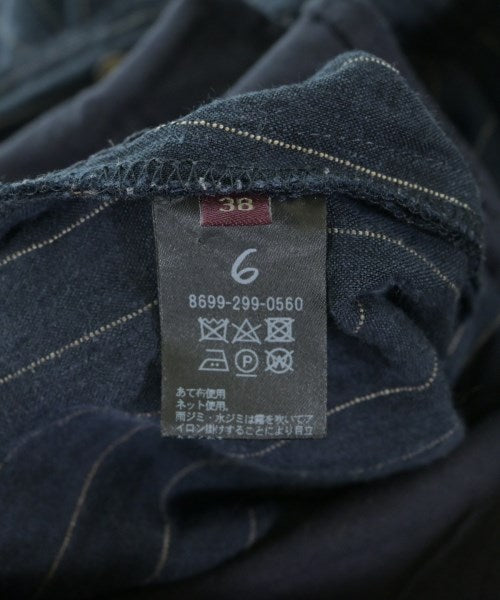 38
6
8699-299-0560
あて布使用
ネット使用。
雨ジミ・水ジミは霧を吹いてア
イロン掛けすることにより目立